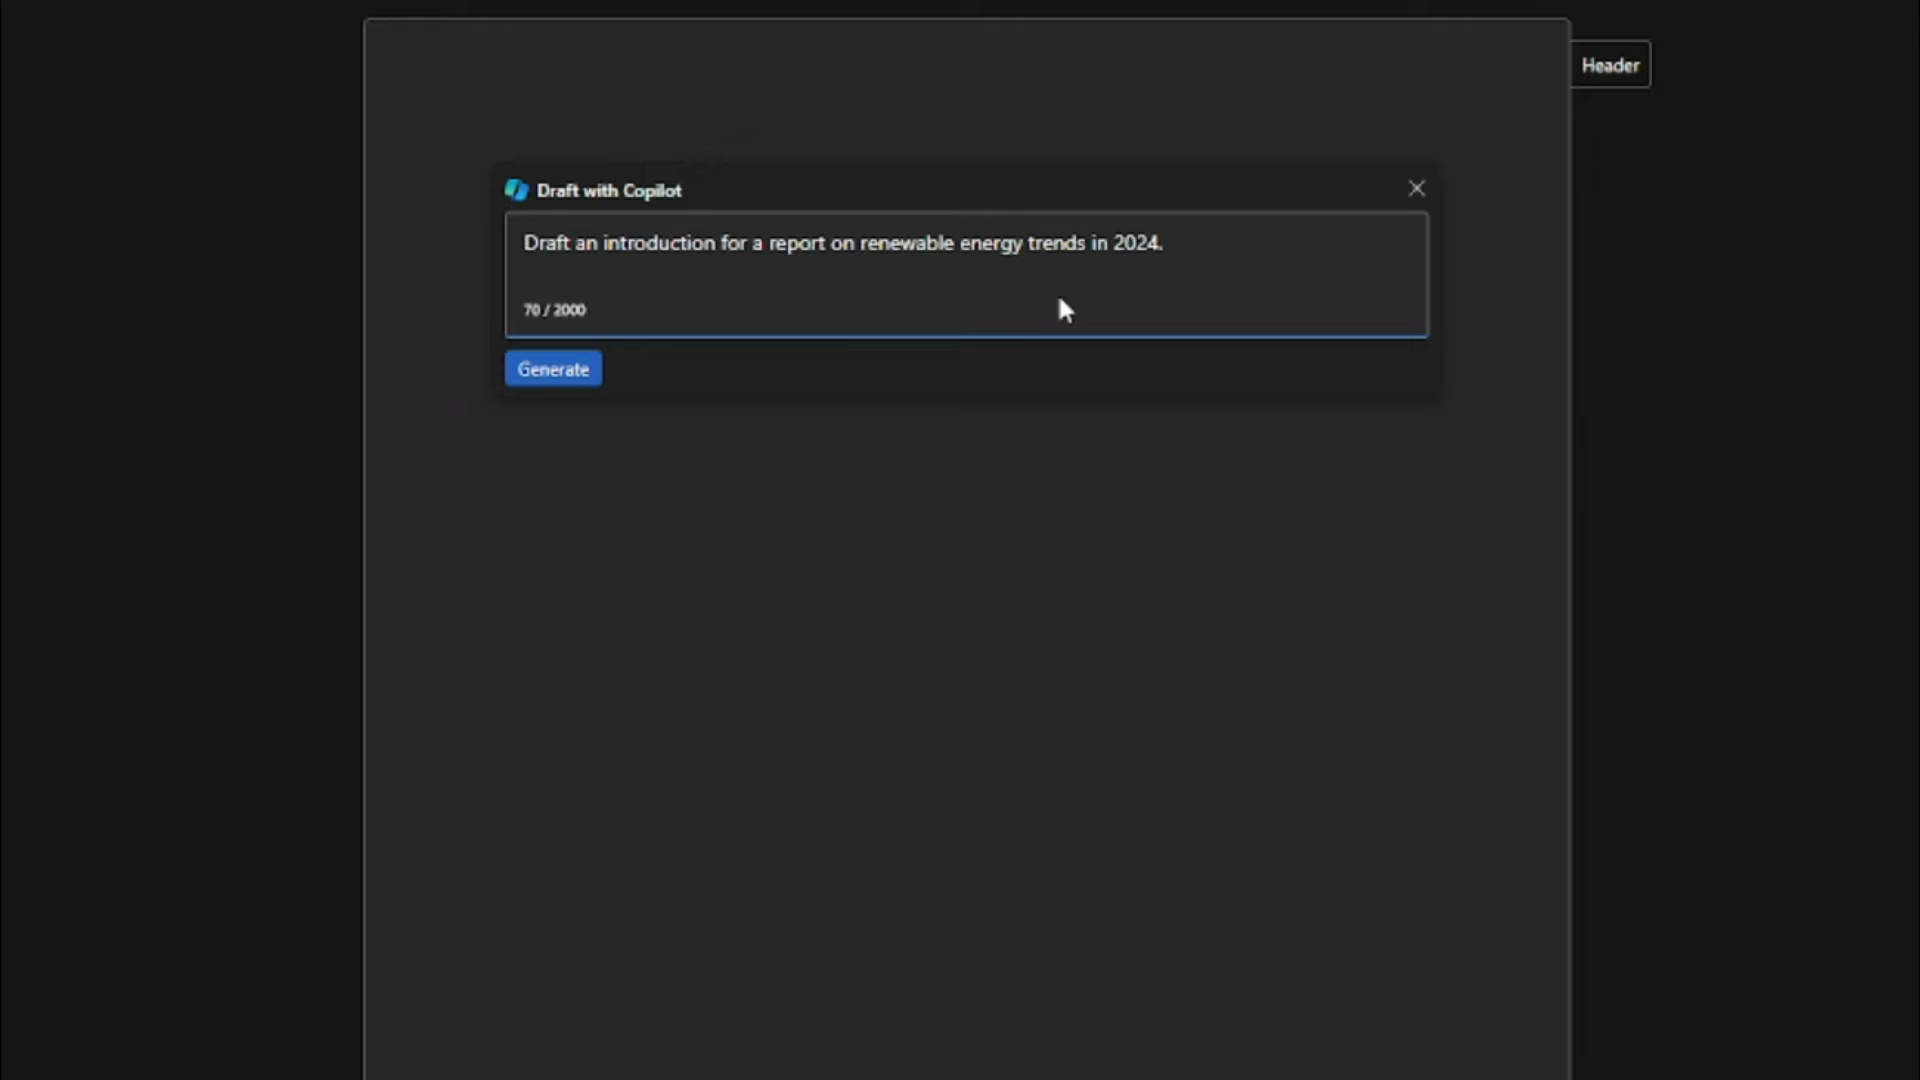 Header
Draft with Copilot
Draft an introduction for a report on renewable energy trends in 2024.
70 / 2000
Generate